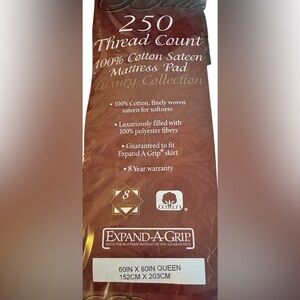 250
Thread Count
100% Cotton Sateen
Mattress Pad
Luxury Collection
• 100% Cotton, finely woven
sateen for softness
• Luxuriously filled with
100% polyester fibers
• Guaranteed to fit
Expand A Grip® skirt
• 8 Year warranty
8
COTTON
EXPAND-A-GRIP
60IN X 80IN QUEEN
152CM X 203CM